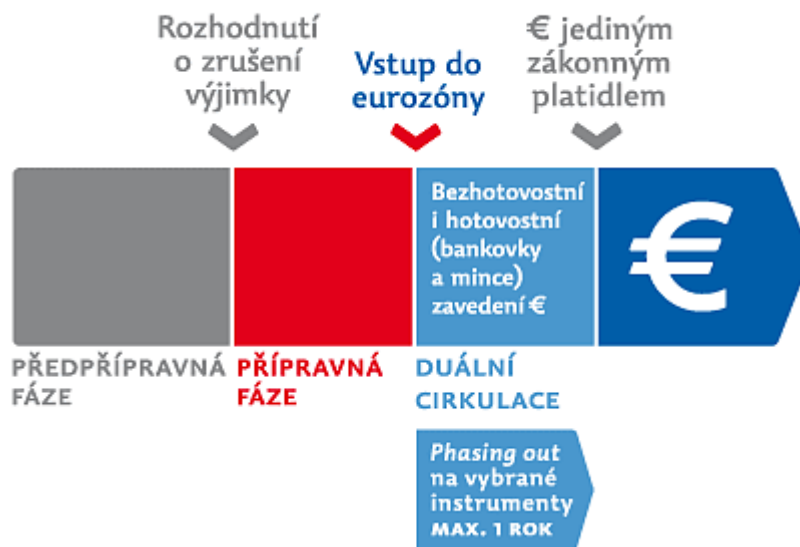 Rozhodnutí
o zrušení
výjimky
Vstup do
eurozóny
€ jediným
zákonným
platidlem
Bezhotovostní
i hotovostní
(bankovky
a mince)
zavedení €
€
PŘEDPŘÍPRAVNÁ
FÁZE
PŘÍPRAVNÁ
FÁZE
DUÁLNÍ
CIRKULACE
Phasing out
na vybrané
instrumenty
MAX. 1 ROK